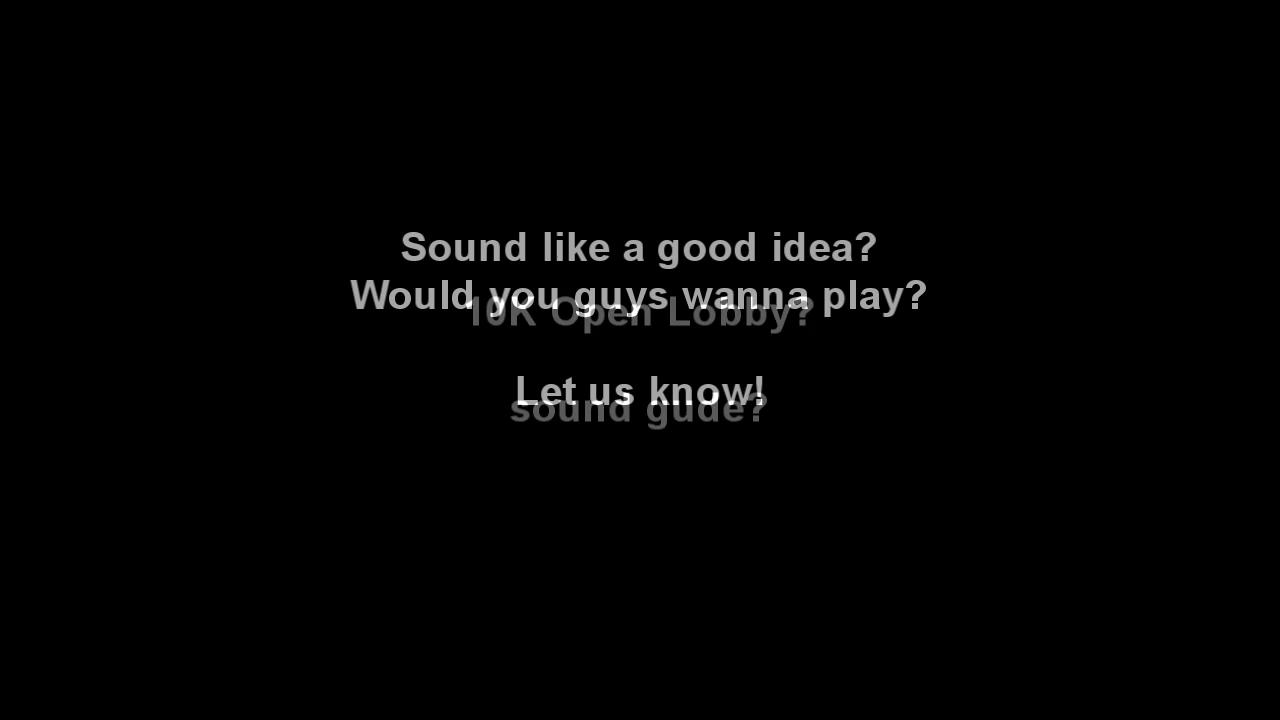 Sound like a good idea?
Would you guys wanna play?
10K Open Lobby?
Let us know!
sound gude?